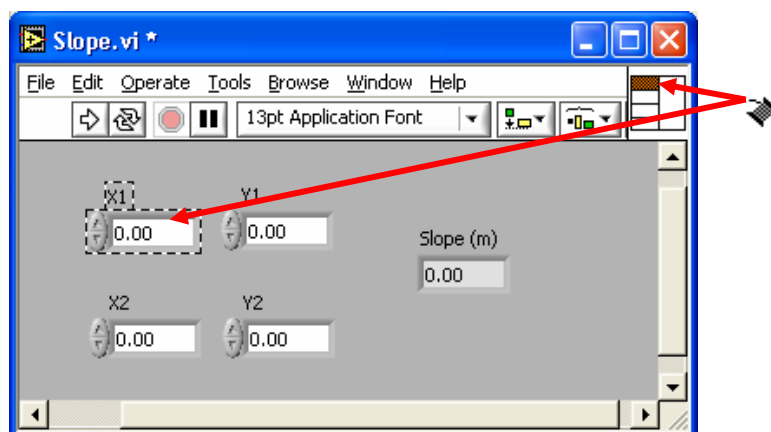 Slope.vi *
File Edit Operate Tools Browse Window Help
13pt Application Font
X1 Y1
0.00 0.00
Slope (m)
0.00
X2 Y2
0.00 0.00